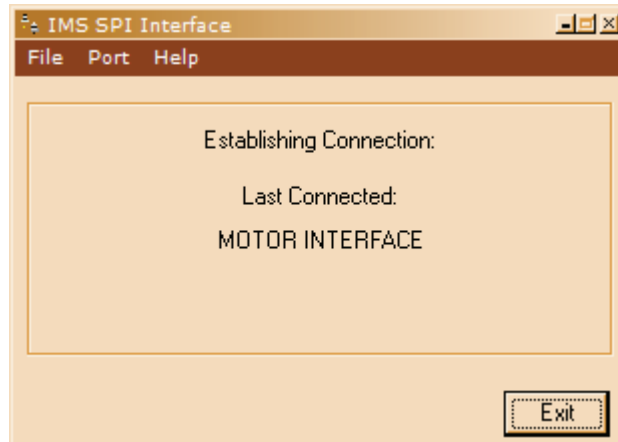 IMS SPI Interface
File Port Help
Establishing Connection:
Last Connected:
MOTOR INTERFACE
Exit